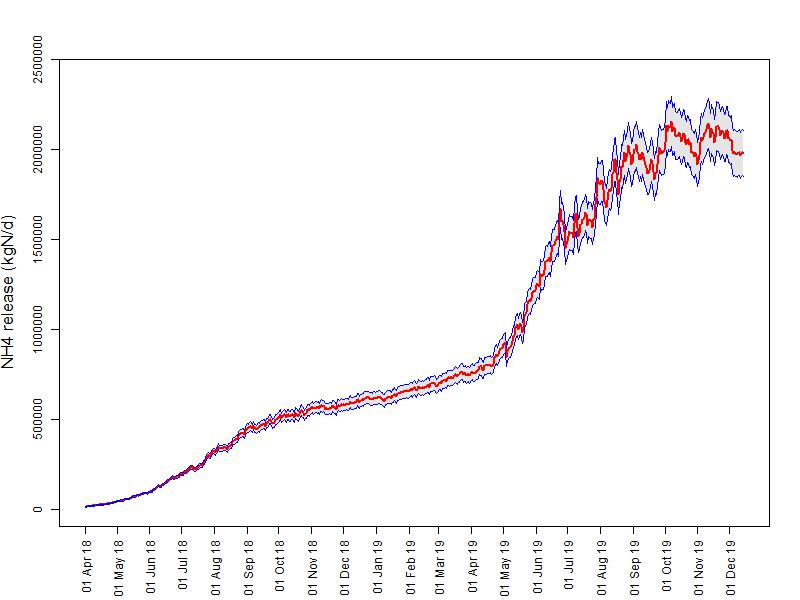 NH4 release (kgN/d)
2500000
2000000
1500000
1000000
500000
0
01 Apr 18
01 May 18
01 Jun 18
01 Jul 18
01 Aug 18
01 Sep 18
01 Oct 18
01 Nov 18
01 Dec 18
01 Jan 19
01 Feb 19
01 Mar 19
01 Apr 19
01 May 19
01 Jun 19
01 Jul 19
01 Aug 19
01 Sep 19
01 Oct 19
01 Nov 19
01 Dec 19